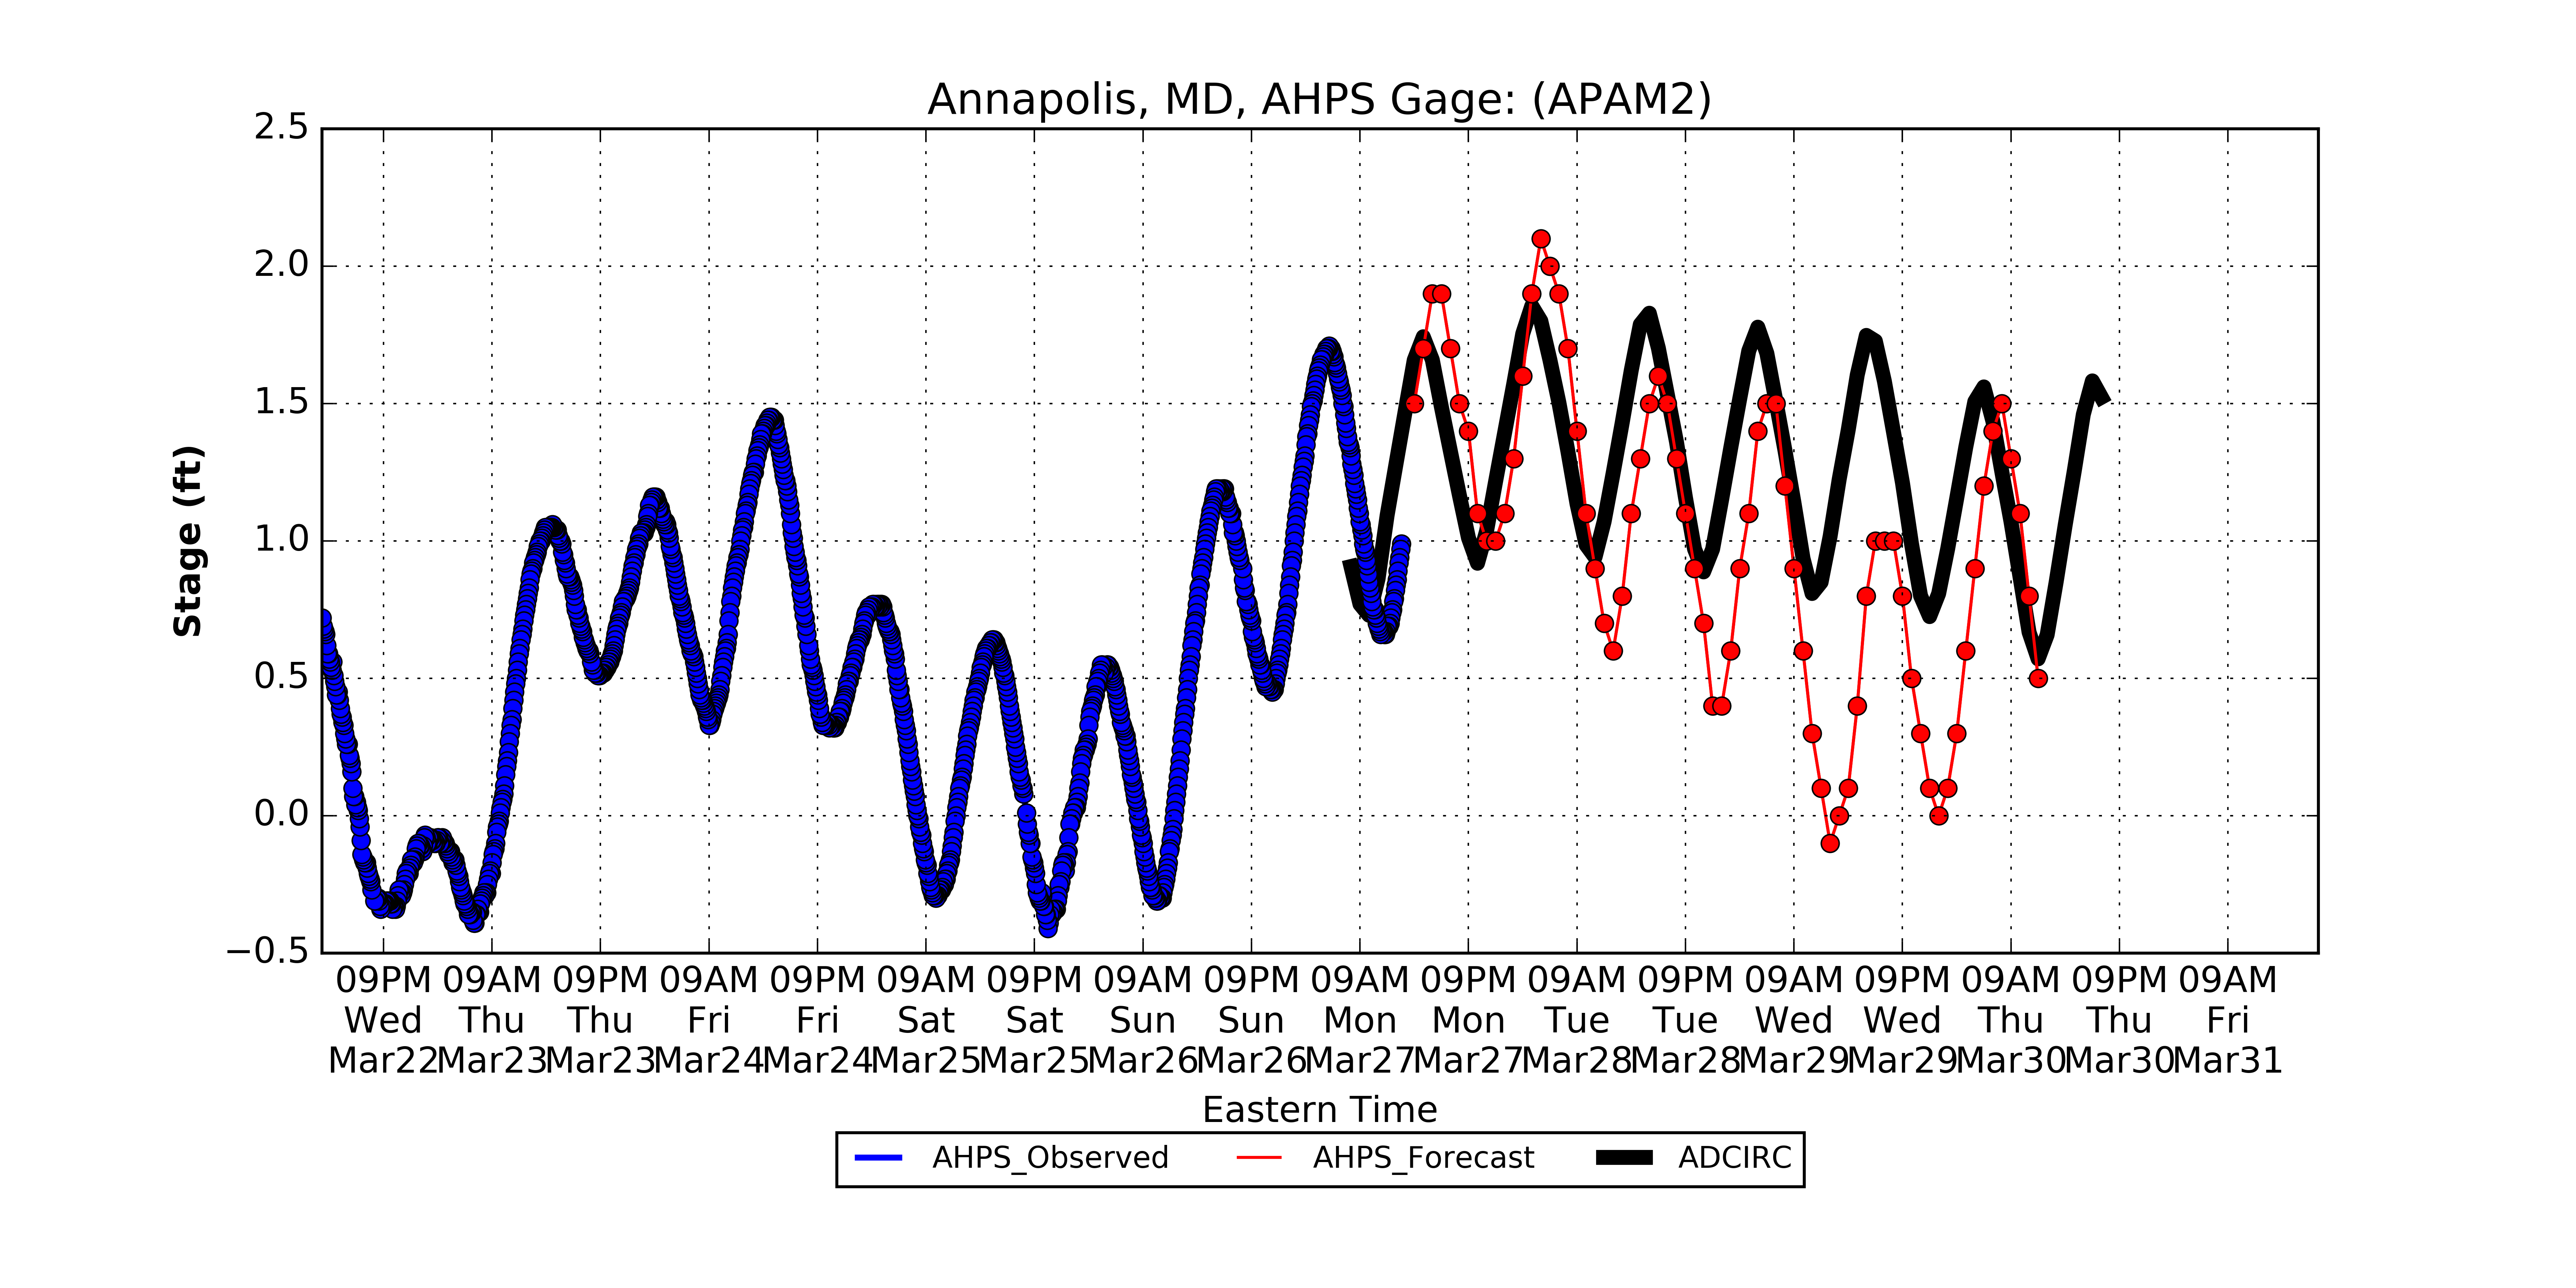 Annapolis, MD, AHPS Gage: (APAM2)
2.5
2.0
1.5
1.0
0.5
0.0
−0.5
Stage (ft)
09PM 09AM 09PM 09AM 09PM 09AM 09PM 09AM 09PM 09AM 09PM 09AM 09PM 09AM 09PM 09AM 09PM 09AM
Wed Thu Thu Fri Fri Sat Sat Sun Sun Mon Mon Tue Tue Wed Wed Thu Thu Fri
Mar22 Mar23 Mar23 Mar24 Mar24 Mar25 Mar25 Mar26 Mar26 Mar27 Mar27 Mar28 Mar28 Mar29 Mar29 Mar30 Mar30 Mar31
Eastern Time
AHPS_Observed AHPS_Forecast ADCIRC